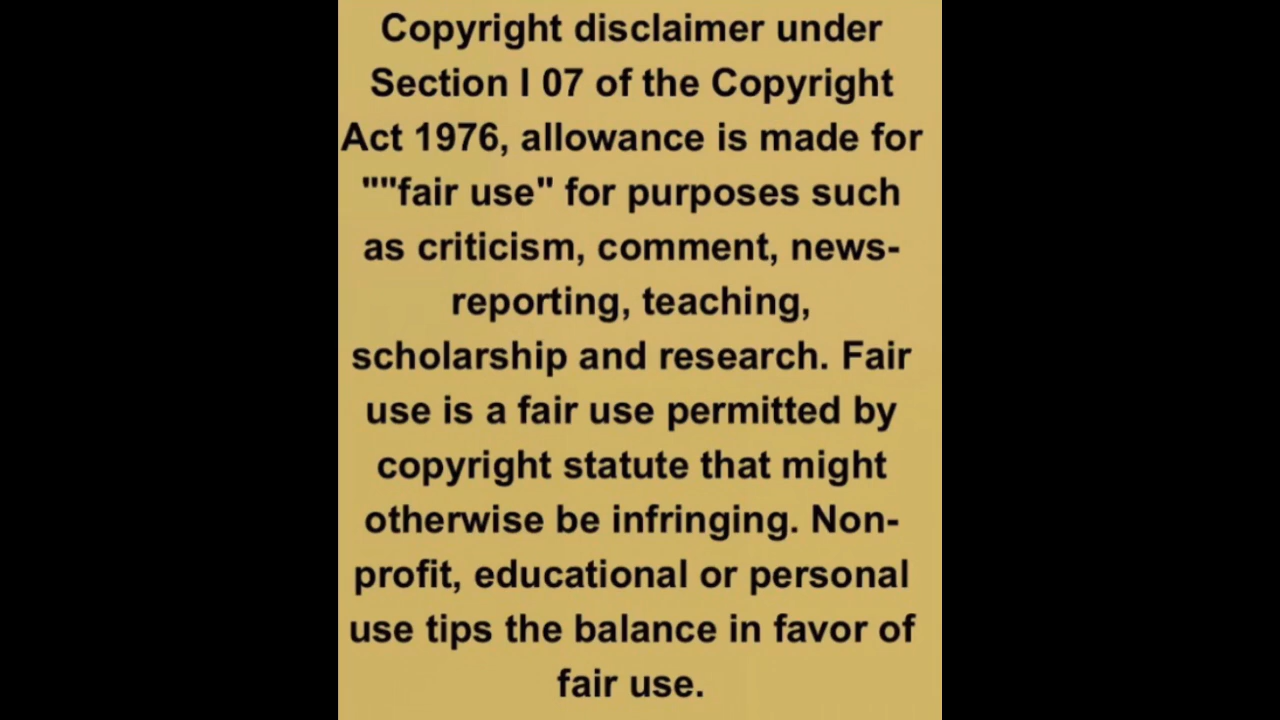 Copyright disclaimer under
Section I 07 of the Copyright
Act 1976, allowance is made for
""fair use" for purposes such
as criticism, comment, news-
reporting, teaching,
scholarship and research. Fair
use is a fair use permitted by
copyright statute that might
otherwise be infringing. Non-
profit, educational or personal
use tips the balance in favor of
fair use.